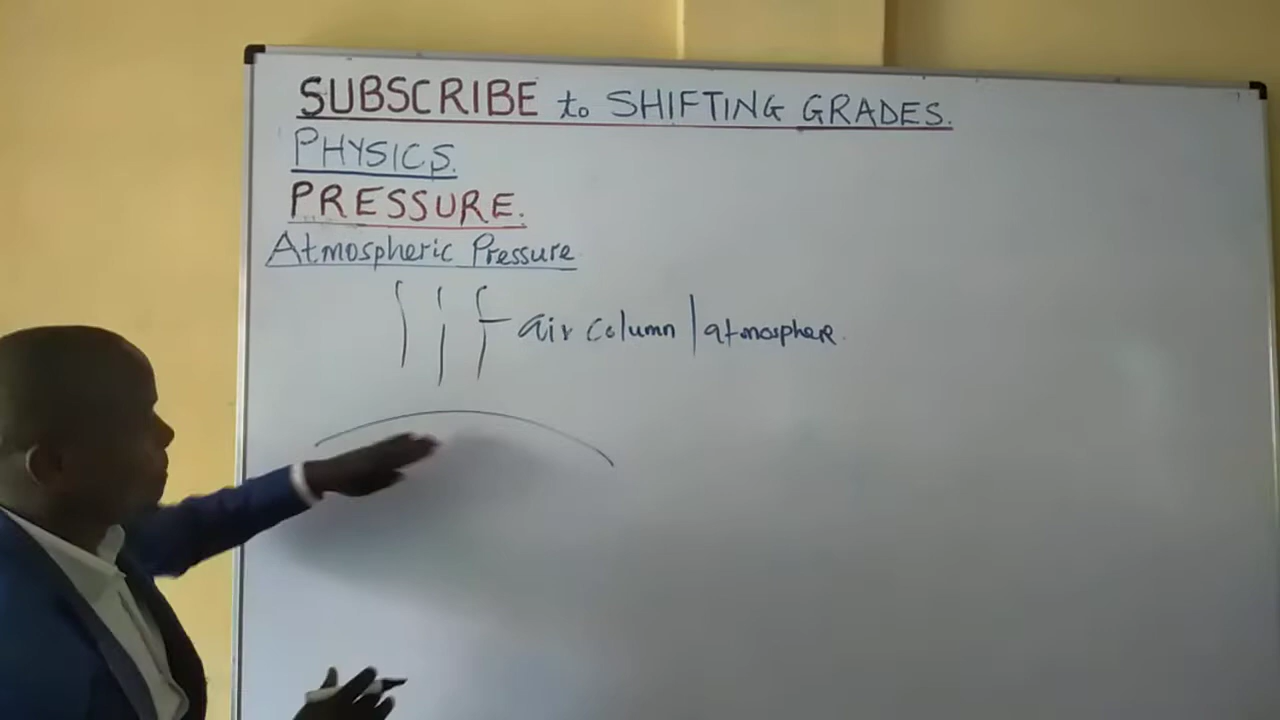 SUBSCRIBE to SHIFTING GRADES.
PHYSICS.
PRESSURE.
Atmospheric Pressure
air column | atmosphere.